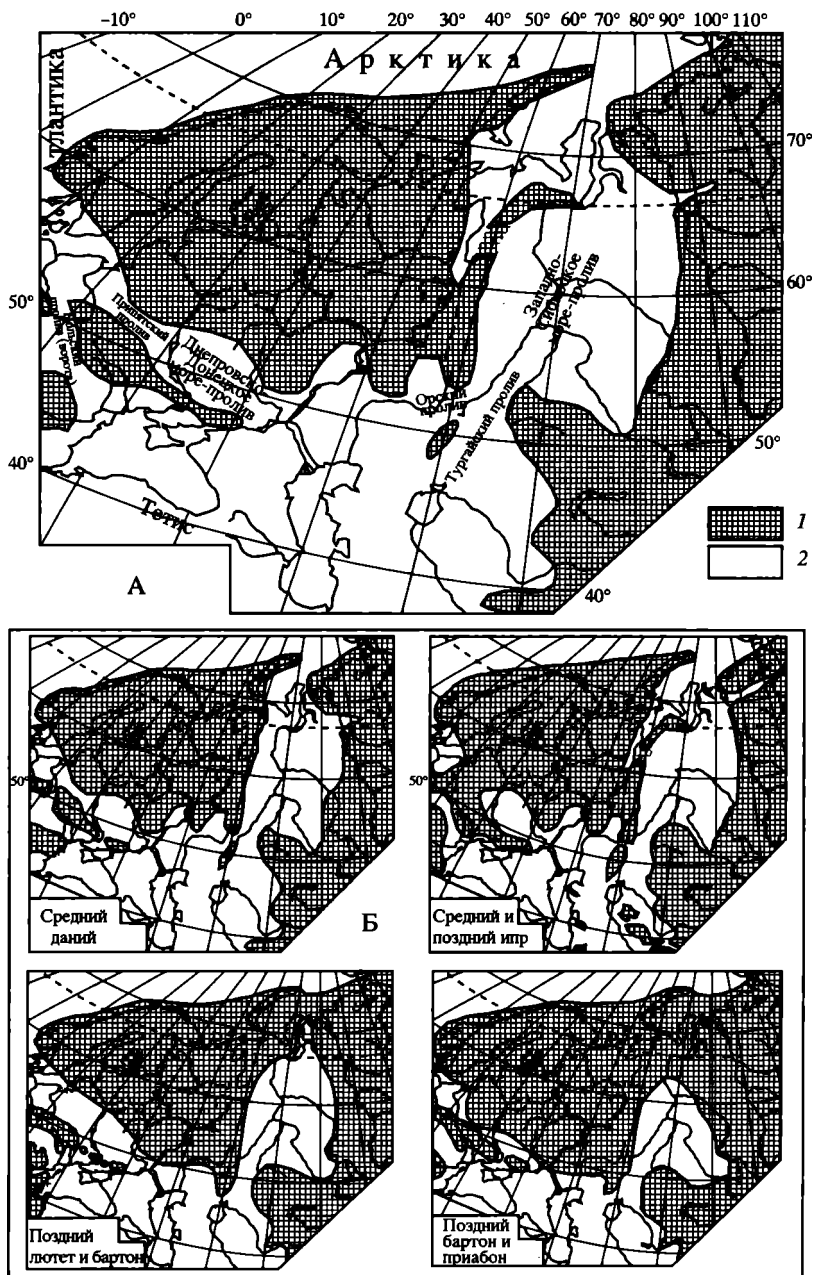 –10° 0° 10° 20° 30° 40° 50° 60° 70° 80° 90° 100° 110°
Арктика
тлантика
70°
60°
50°
50°
40°
40°
Припятский
пролив
Днепровско-
Донецкое
море-пролив
Западно-
Сибирское
море-пролив
Орский
пролив
Тургайский пролив
Тетис
А
1
2
50°
Средний
даний
Б
50°
Средний и
поздний ипр
Поздний
лютет и бартон
Поздний
бартон и
приабон